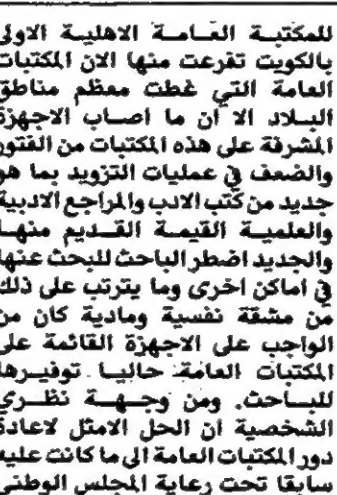 للمكتبة العامة الاهلية الاولى
بالكويت تفرعت منها الان المكتبات
العامة التي غطت معظم مناطق
البلاد الا ان ما اصاب الاجهزة
المشرفة على هذه المكتبات من الفتور
والضعف في عمليات التزويد بما هو
جديد من كتب الادب والمراجع الادبية
والعلمية القيمة القديم منها
والجديد اضطر الباحث للبحث عنها
في اماكن اخرى وما يترتب على ذلك
من مشقة نفسية ومادية كان من
الواجب على الاجهزة القائمة على
المكتبات العامة حاليا توفيرها
للباحث. ومن وجهة نظري
الشخصية ان الحل الامثل لاعادة
دور المكتبات العامة الى ما كانت عليه
سابقا تحت رعاية المجلس الوطني